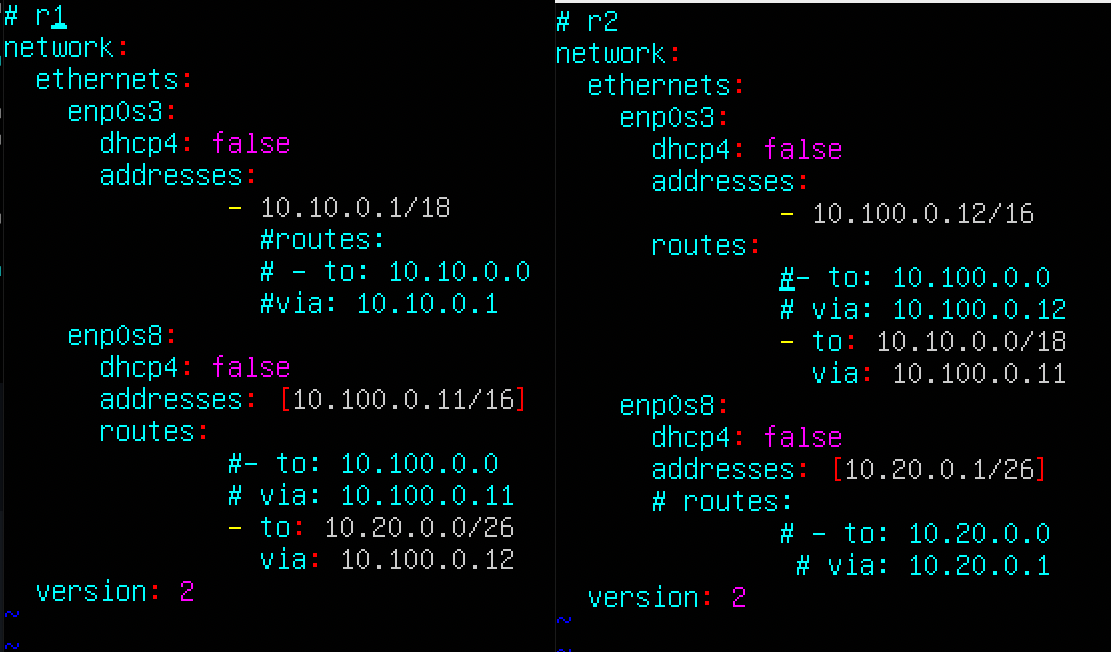 # r1
network:
  ethernets:
    enp0s3:
      dhcp4: false
      addresses:
              - 10.10.0.1/18
                #routes:
                # - to: 10.10.0.0
                #via: 10.10.0.1
    enp0s8:
      dhcp4: false
      addresses: [10.100.0.11/16]
      routes:
              #- to: 10.100.0.0
              # via: 10.100.0.11
              - to: 10.20.0.0/26
                via: 10.100.0.12
  version: 2
~
~
# r2
network:
  ethernets:
    enp0s3:
      dhcp4: false
      addresses:
              - 10.100.0.12/16
      routes:
              #- to: 10.100.0.0
              # via: 10.100.0.12
              - to: 10.10.0.0/18
                via: 10.100.0.11
    enp0s8:
      dhcp4: false
      addresses: [10.20.0.1/26]
      # routes:
              # - to: 10.20.0.0
               # via: 10.20.0.1
  version: 2
~
~